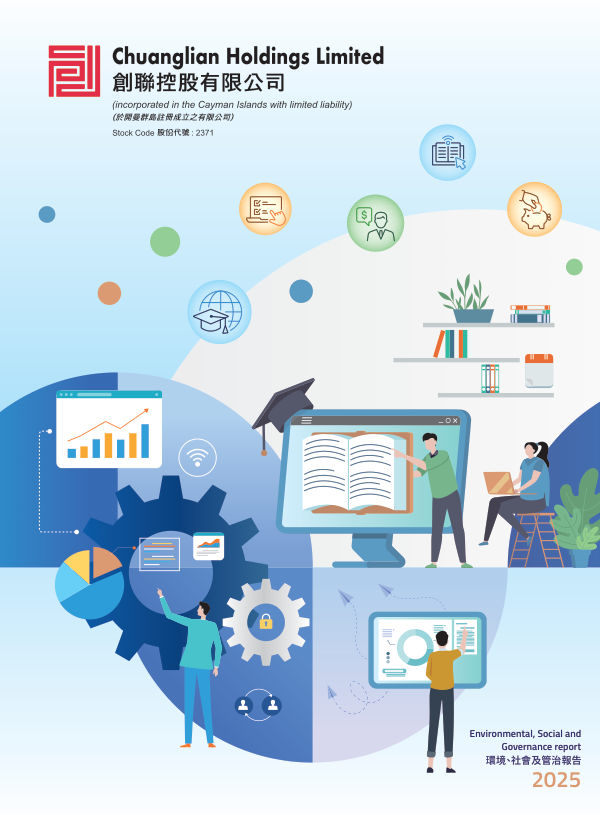 Chuanglian Holdings Limited
創聯控股有限公司
(incorporated in the Cayman Islands with limited liability)
(於開曼群島註冊成立之有限公司)
Stock Code 股份代號 : 2371
Environmental, Social and
Governance report
環境、社會及管治報告
2025